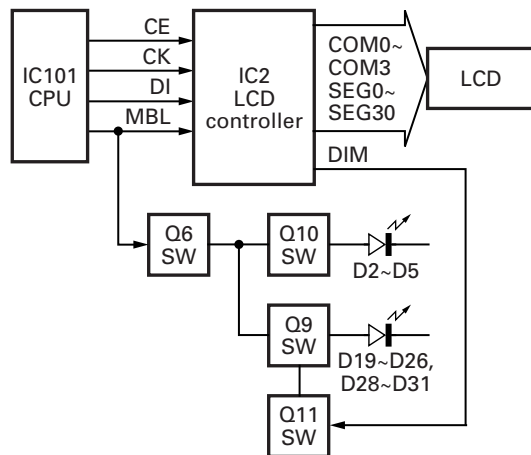 IC101
CPU
CE
CK
DI
MBL
IC2
LCD
controller
COM0~
COM3
SEG0~
SEG30
LCD
DIM
Q6
SW
Q10
SW
D2~D5
Q9
SW
D19~D26,
D28~D31
Q11
SW